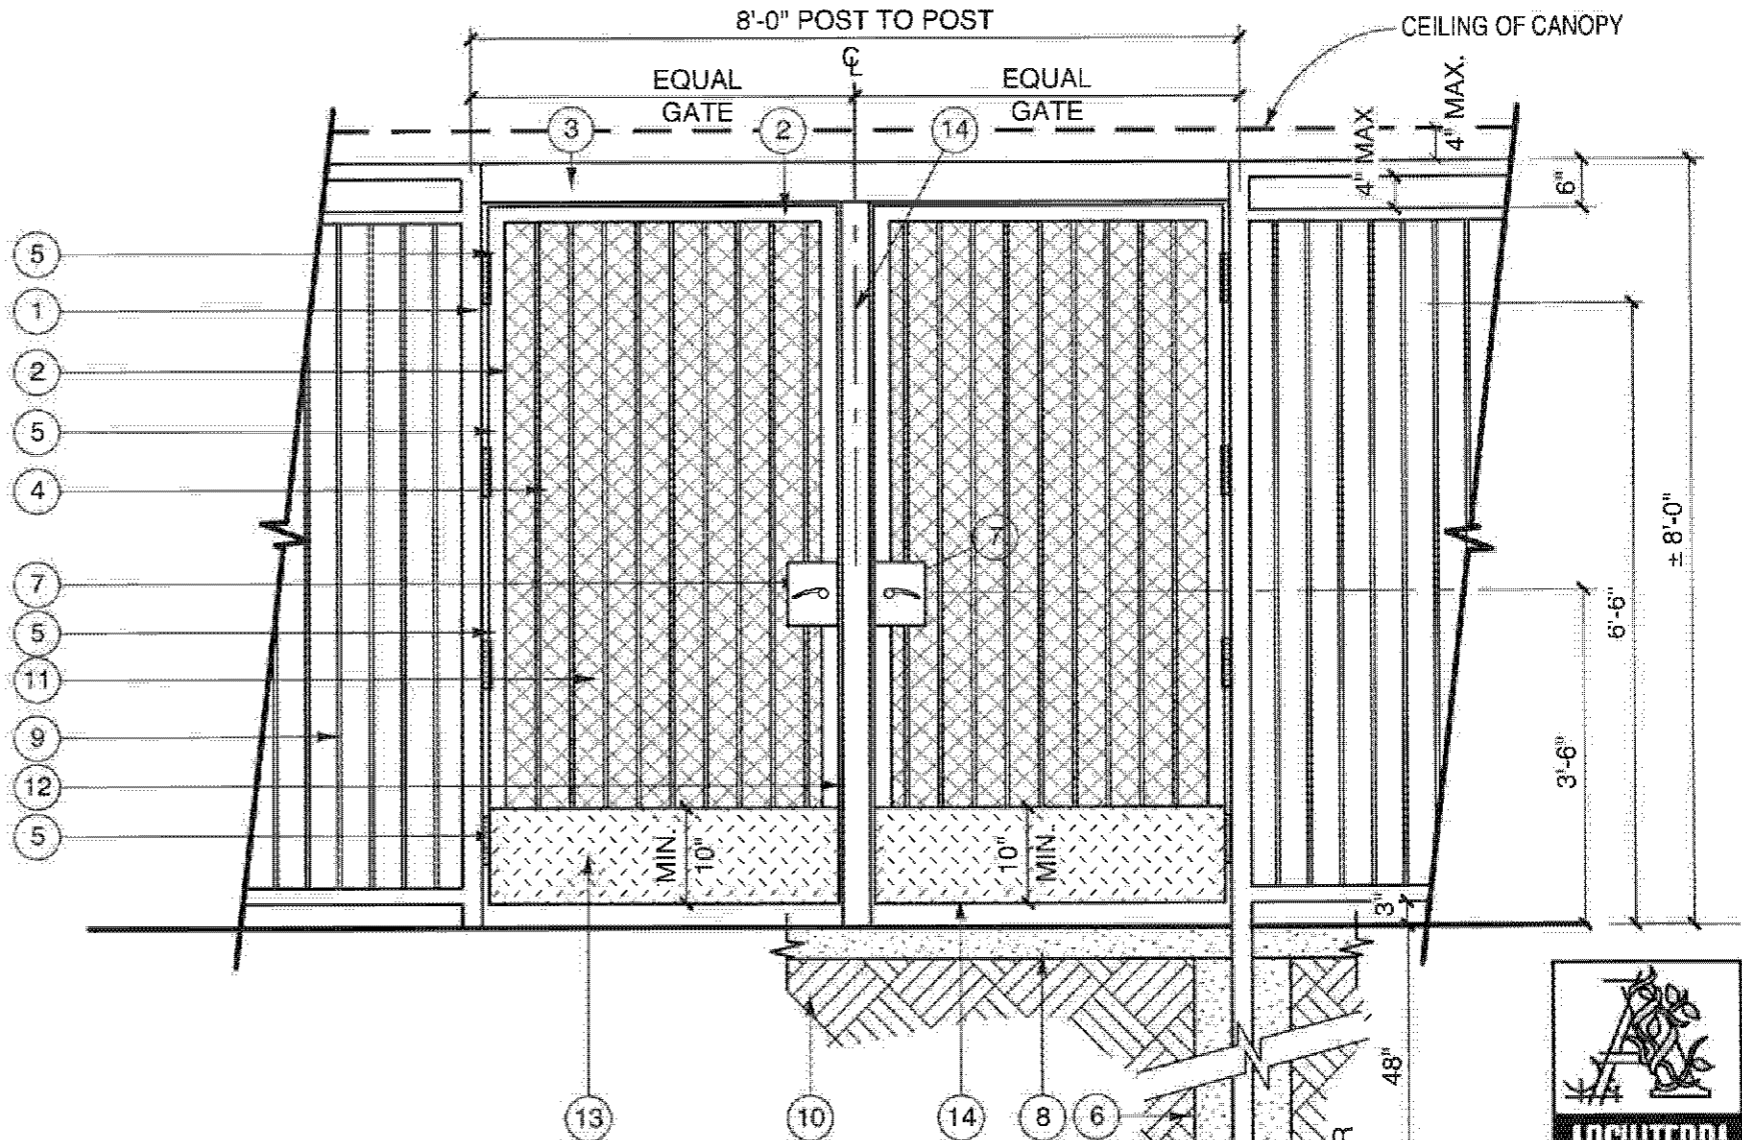 8'-0" POST TO POST
CEILING OF CANOPY
℄
EQUAL
GATE
EQUAL
GATE
4" MAX.
4" MAX
3
2
14
6"
5
1
2
5
4
7
7
5
11
9
12
5
± 8'-0"
6'-6"
3'-6"
MIN.
10"
10"
MIN.
3"
48"
13
10
14
8
6
R